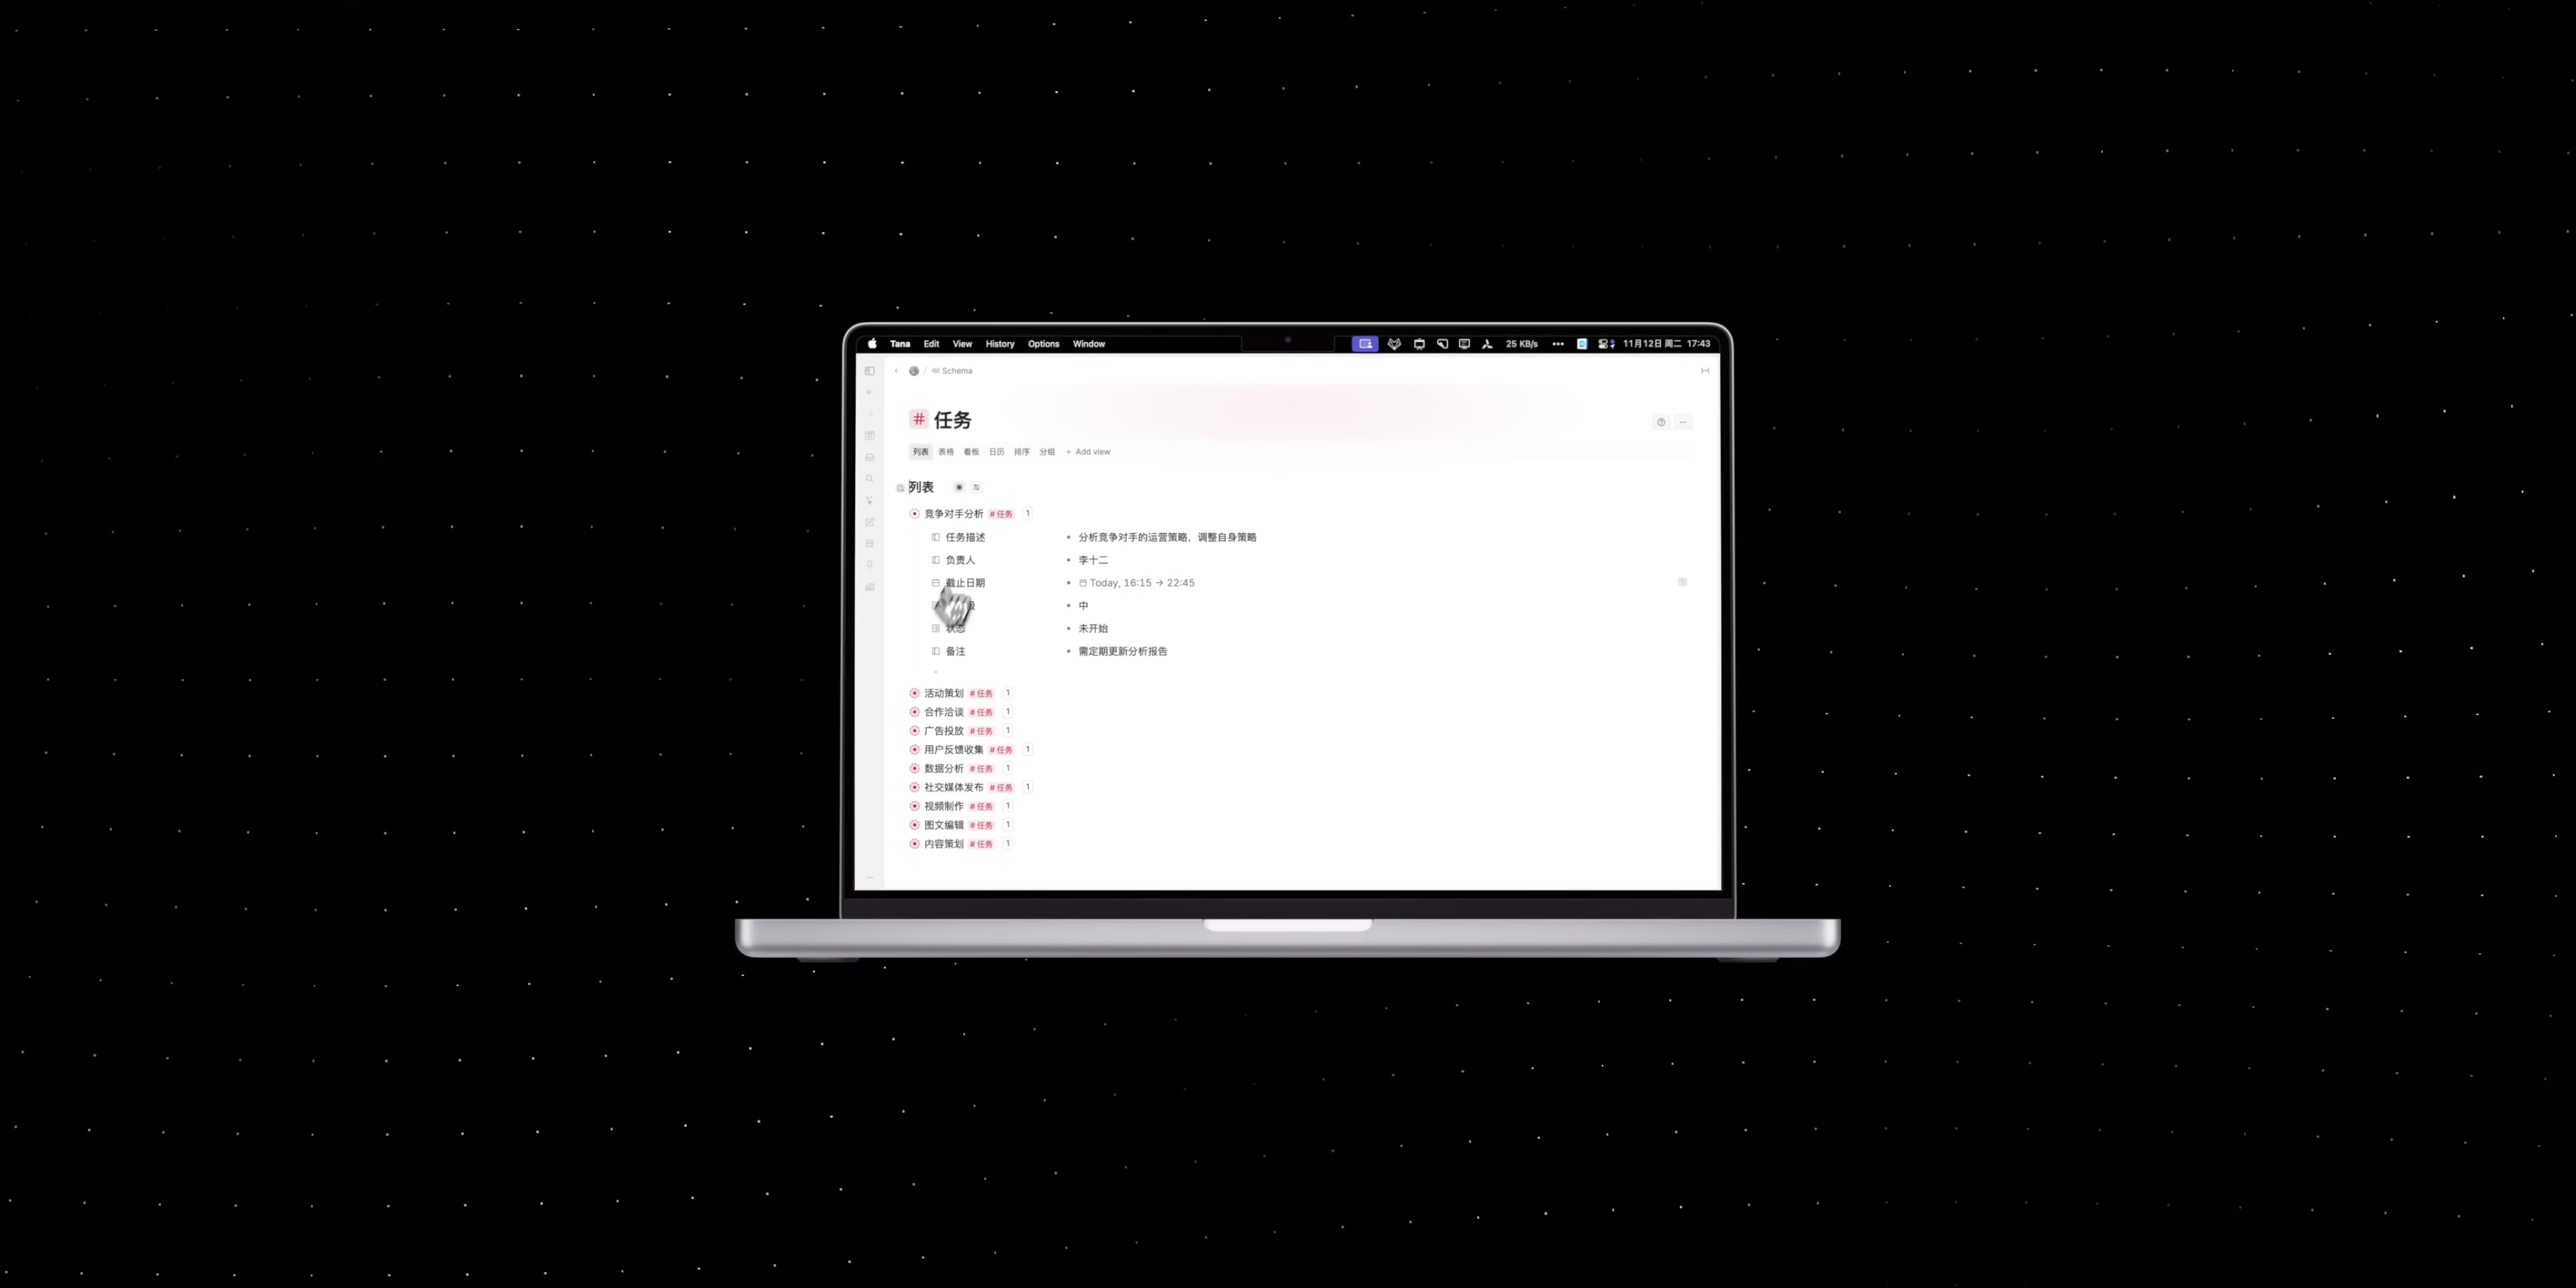 Tana Edit View History Options Window 25 KB/s ••• 11月12日 周二 17:43
/ Schema
# 任务
列表 表格 看板 日历 排序 分组 + Add view
列表
竞争对手分析 # 任务 1
任务描述 • 分析竞争对手的运营策略，调整自身策略
负责人 • 李十二
截止日期 • Today, 16:15 → 22:45
级 • 中
状态 • 未开始
备注 • 需定期更新分析报告
活动策划 # 任务 1
合作洽谈 # 任务 1
广告投放 # 任务 1
用户反馈收集 # 任务 1
数据分析 # 任务 1
社交媒体发布 # 任务 1
视频制作 # 任务 1
图文编辑 # 任务 1
内容策划 # 任务 1